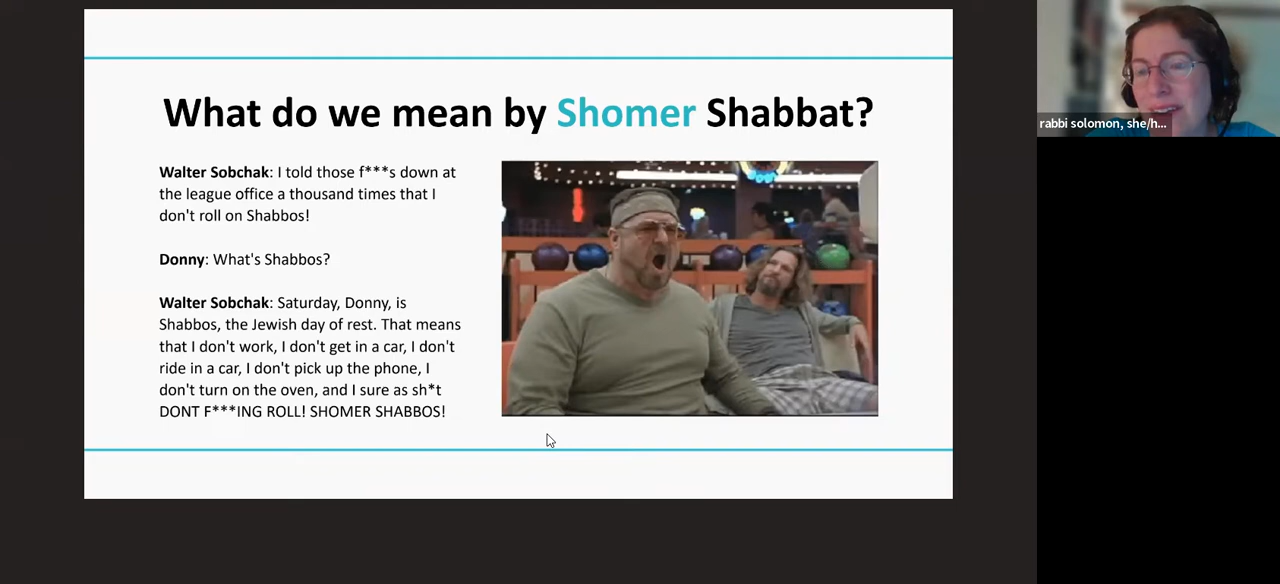 What do we mean by Shomer Shabbat?
Walter Sobchak: I told those f***s down at
the league office a thousand times that I
don't roll on Shabbos!
Donny: What's Shabbos?
Walter Sobchak: Saturday, Donny, is
Shabbos, the Jewish day of rest. That means
that I don't work, I don't get in a car, I don't
ride in a car, I don't pick up the phone, I
don't turn on the oven, and I sure as sh*t
DONT F***ING ROLL! SHOMER SHABBOS!
rabbi solomon, she/h...